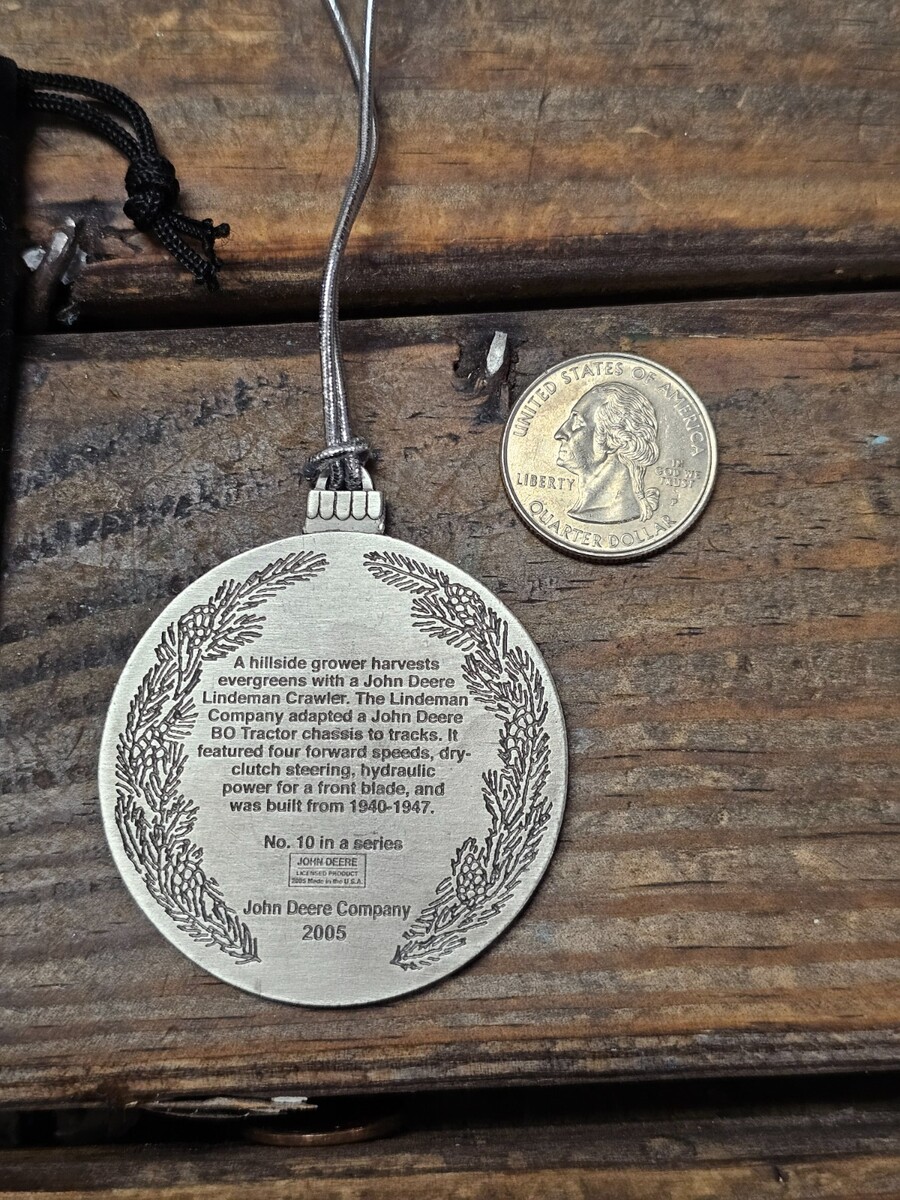 UNITED STATES OF AMERICA
LIBERTY
IN
GOD WE
TRUST
P
QUARTER DOLLAR
A hillside grower harvests
evergreens with a John Deere
Lindeman Crawler. The Lindeman
Company adapted a John Deere
BO Tractor chassis to tracks. It
featured four forward speeds, dry-
clutch steering, hydraulic
power for a front blade, and
was built from 1940-1947.
No. 10 in a series
JOHN DEERE
LICENSED PRODUCT
2005 Made in the U.S.A.
John Deere Company
2005